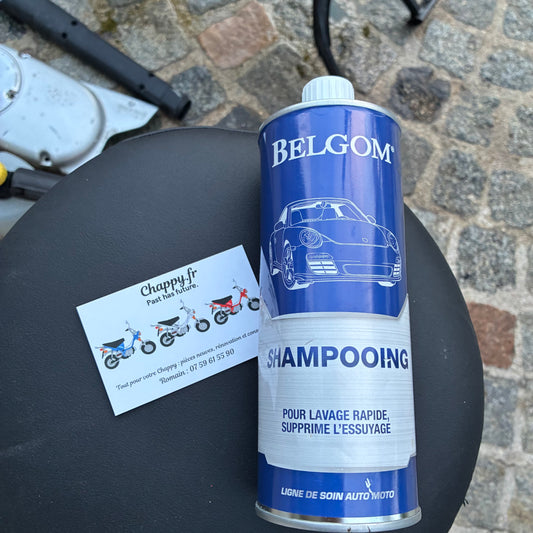 BELGOM®
SHAMPOOING
POUR LAVAGE RAPIDE,
SUPPRIME L'ESSUYAGE
LIGNE DE SOIN AUTO MOTO
Chappy.fr
Past has future.
Tout pour votre Chappy : pièces neuves, rénovation et
Romain : 07 59 61 55 90